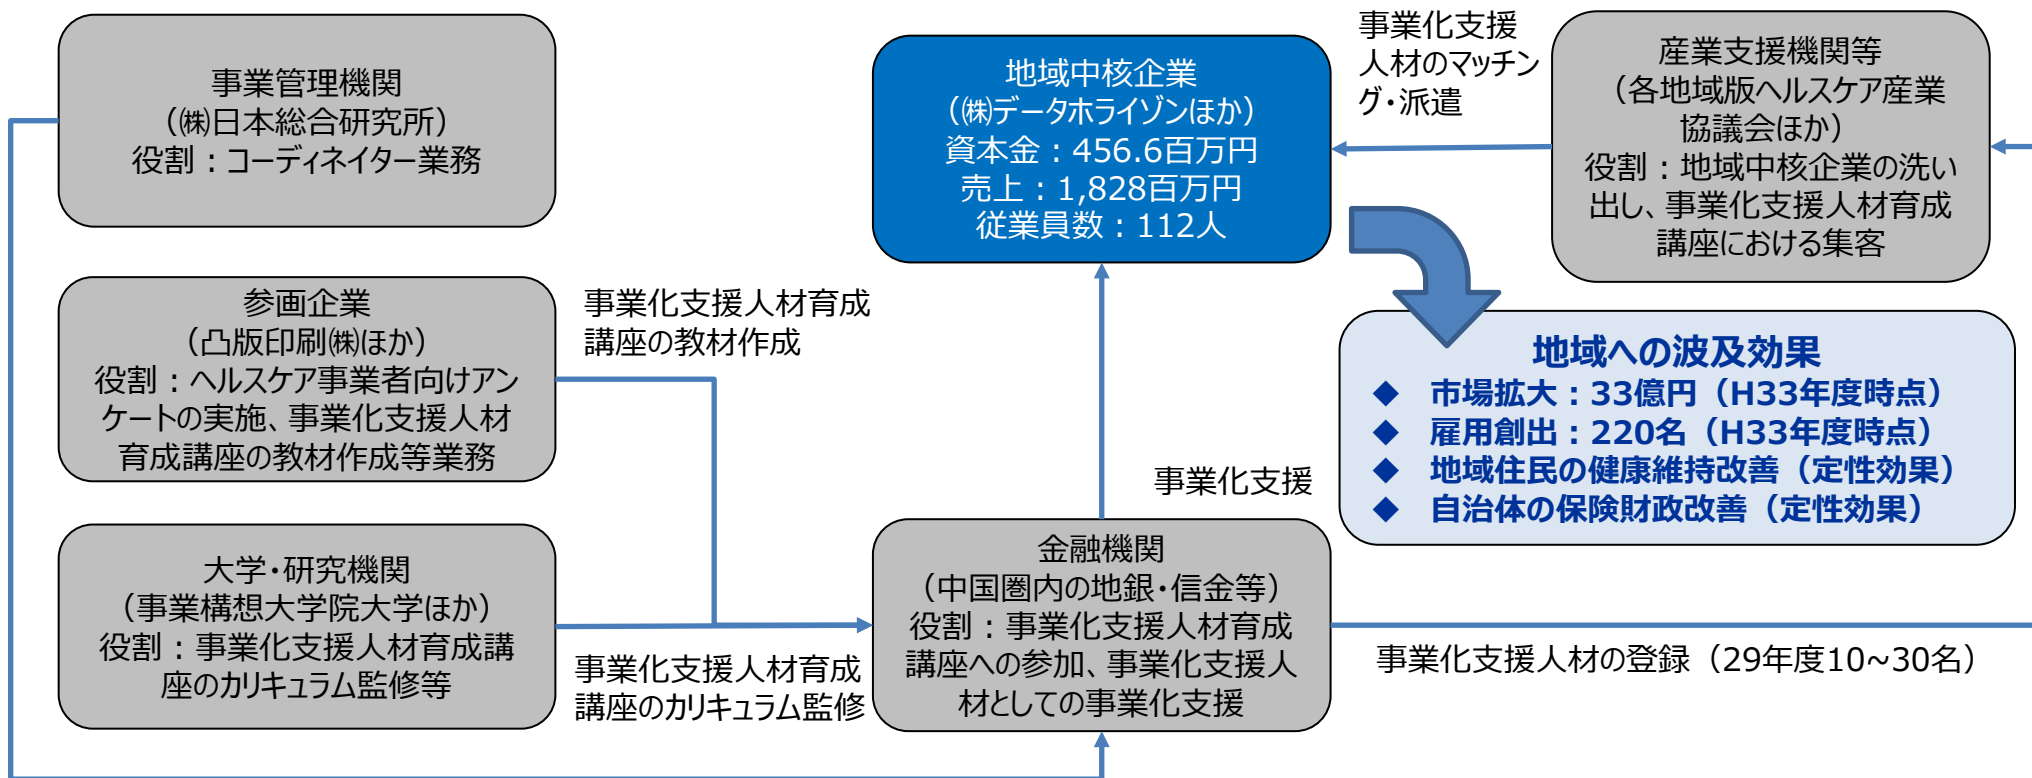 事業管理機関
（㈱日本総合研究所）
役割：コーディネイター業務
地域中核企業
（㈱データホライゾンほか）
資本金：456.6百万円
売上：1,828百万円
従業員数：112人
事業化支援
人材のマッチン
グ・派遣
産業支援機関等
（各地域版ヘルスケア産業
協議会ほか）
役割：地域中核企業の洗い
出し、事業化支援人材育成
講座における集客
参画企業
（凸版印刷㈱ほか）
役割：ヘルスケア事業者向けアン
ケートの実施、事業化支援人材
育成講座の教材作成等業務
事業化支援人材育成
講座の教材作成
地域への波及効果
◆ 市場拡大：33億円（H33年度時点）
◆ 雇用創出：220名（H33年度時点）
◆ 地域住民の健康維持改善（定性効果）
◆ 自治体の保険財政改善（定性効果）
事業化支援
大学・研究機関
（事業構想大学院大学ほか）
役割：事業化支援人材育成講
座のカリキュラム監修等
事業化支援人材育成
講座のカリキュラム監修
金融機関
（中国圏内の地銀・信金等）
役割：事業化支援人材育成
講座への参加、事業化支援人
材としての事業化支援
事業化支援人材の登録（29年度10~30名）